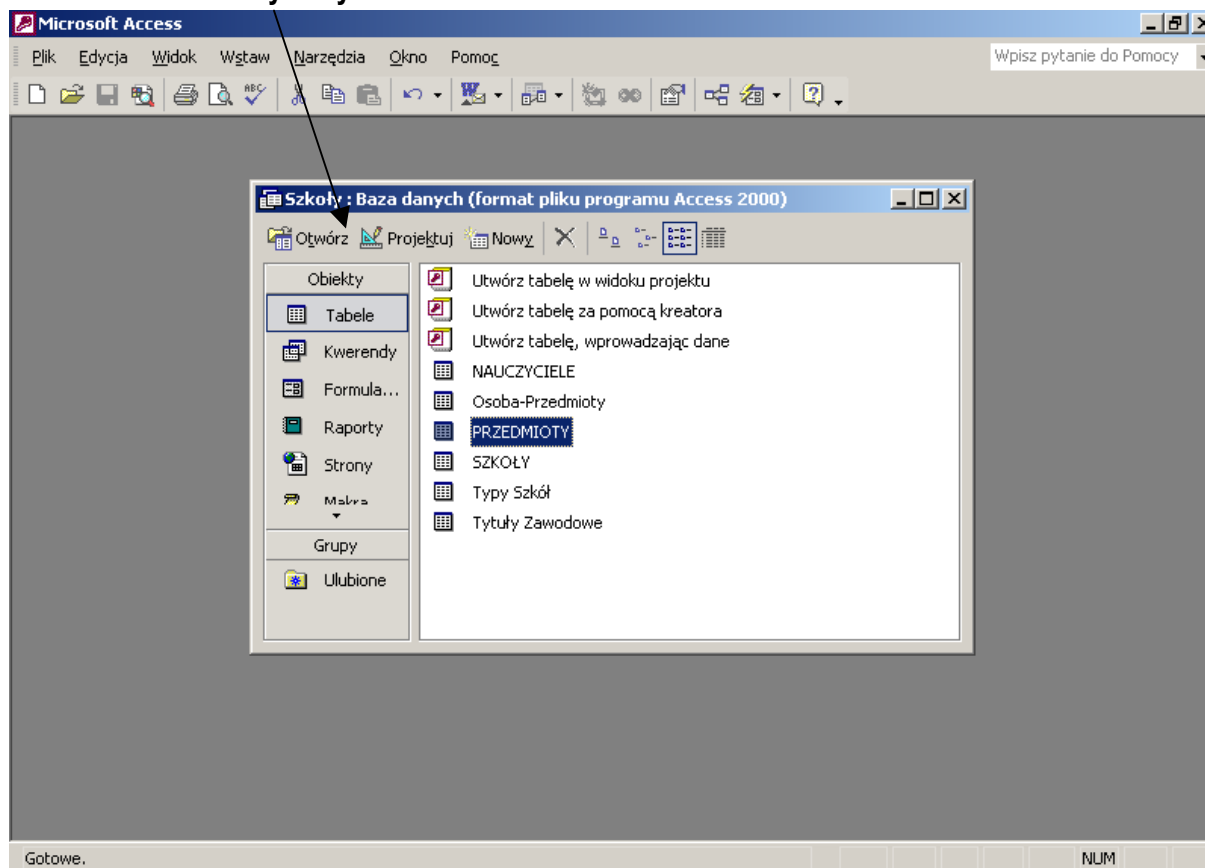 Microsoft Access
Plik Edycja Widok Wstaw Narzędzia Okno Pomoc Wpisz pytanie do Pomocy
Szkoły : Baza danych (format pliku programu Access 2000)
Otwórz Projektuj Nowy
Obiekty
Tabele
Kwerendy
Formula...
Raporty
Strony
Makra
Grupy
Ulubione
Utwórz tabelę w widoku projektu
Utwórz tabelę za pomocą kreatora
Utwórz tabelę, wprowadzając dane
NAUCZYCIELE
Osoba-Przedmioty
PRZEDMIOTY
SZKOŁY
Typy Szkół
Tytuły Zawodowe
Gotowe. NUM